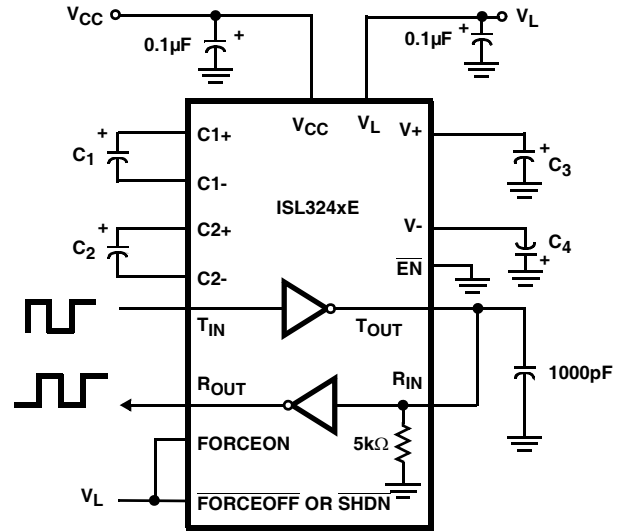 VCC
+
0.1µF
0.1µF
+
VL
VCC
VL
V+
C1+
+
C1
C1-
+
C3
ISL324xE
C2+
+
C2
C2-
V-
C4
+
EN
TIN
TOUT
ROUT
RIN
1000pF
5kΩ
FORCEON
VL
FORCEOFF OR SHDN